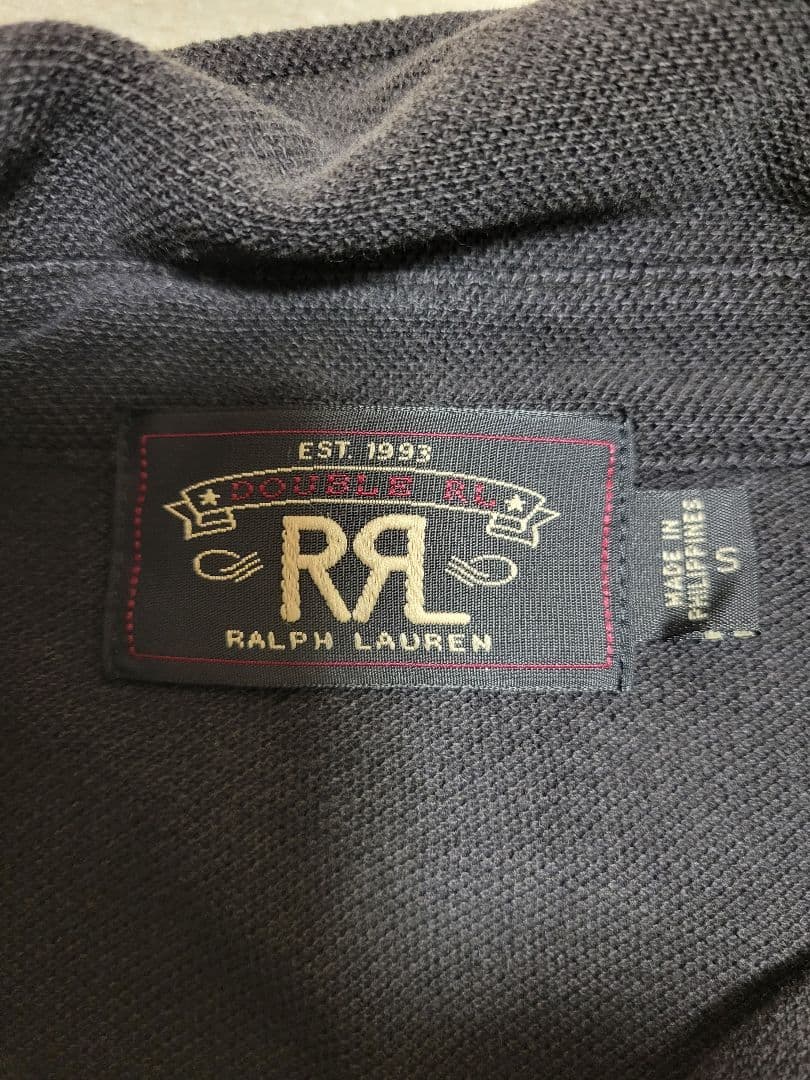 EST. 1993
DOUBLE RL
RRL
RALPH LAUREN
MADE IN
PHILIPPINES
S